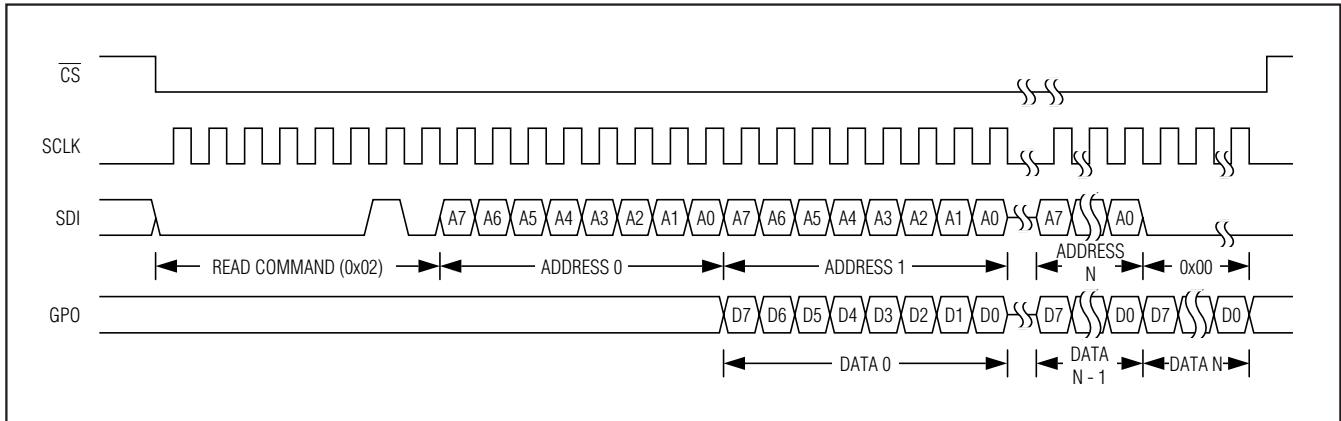 CS
SCLK
SDI
A7 A6 A5 A4 A3 A2 A1 A0 A7 A6 A5 A4 A3 A2 A1 A0 A7 A0
READ COMMAND (0x02) ADDRESS 0 ADDRESS 1 ADDRESS N 0x00
GPO
D7 D6 D5 D4 D3 D2 D1 D0 D7 D0 D7 D0
DATA 0 DATA N - 1 DATA N